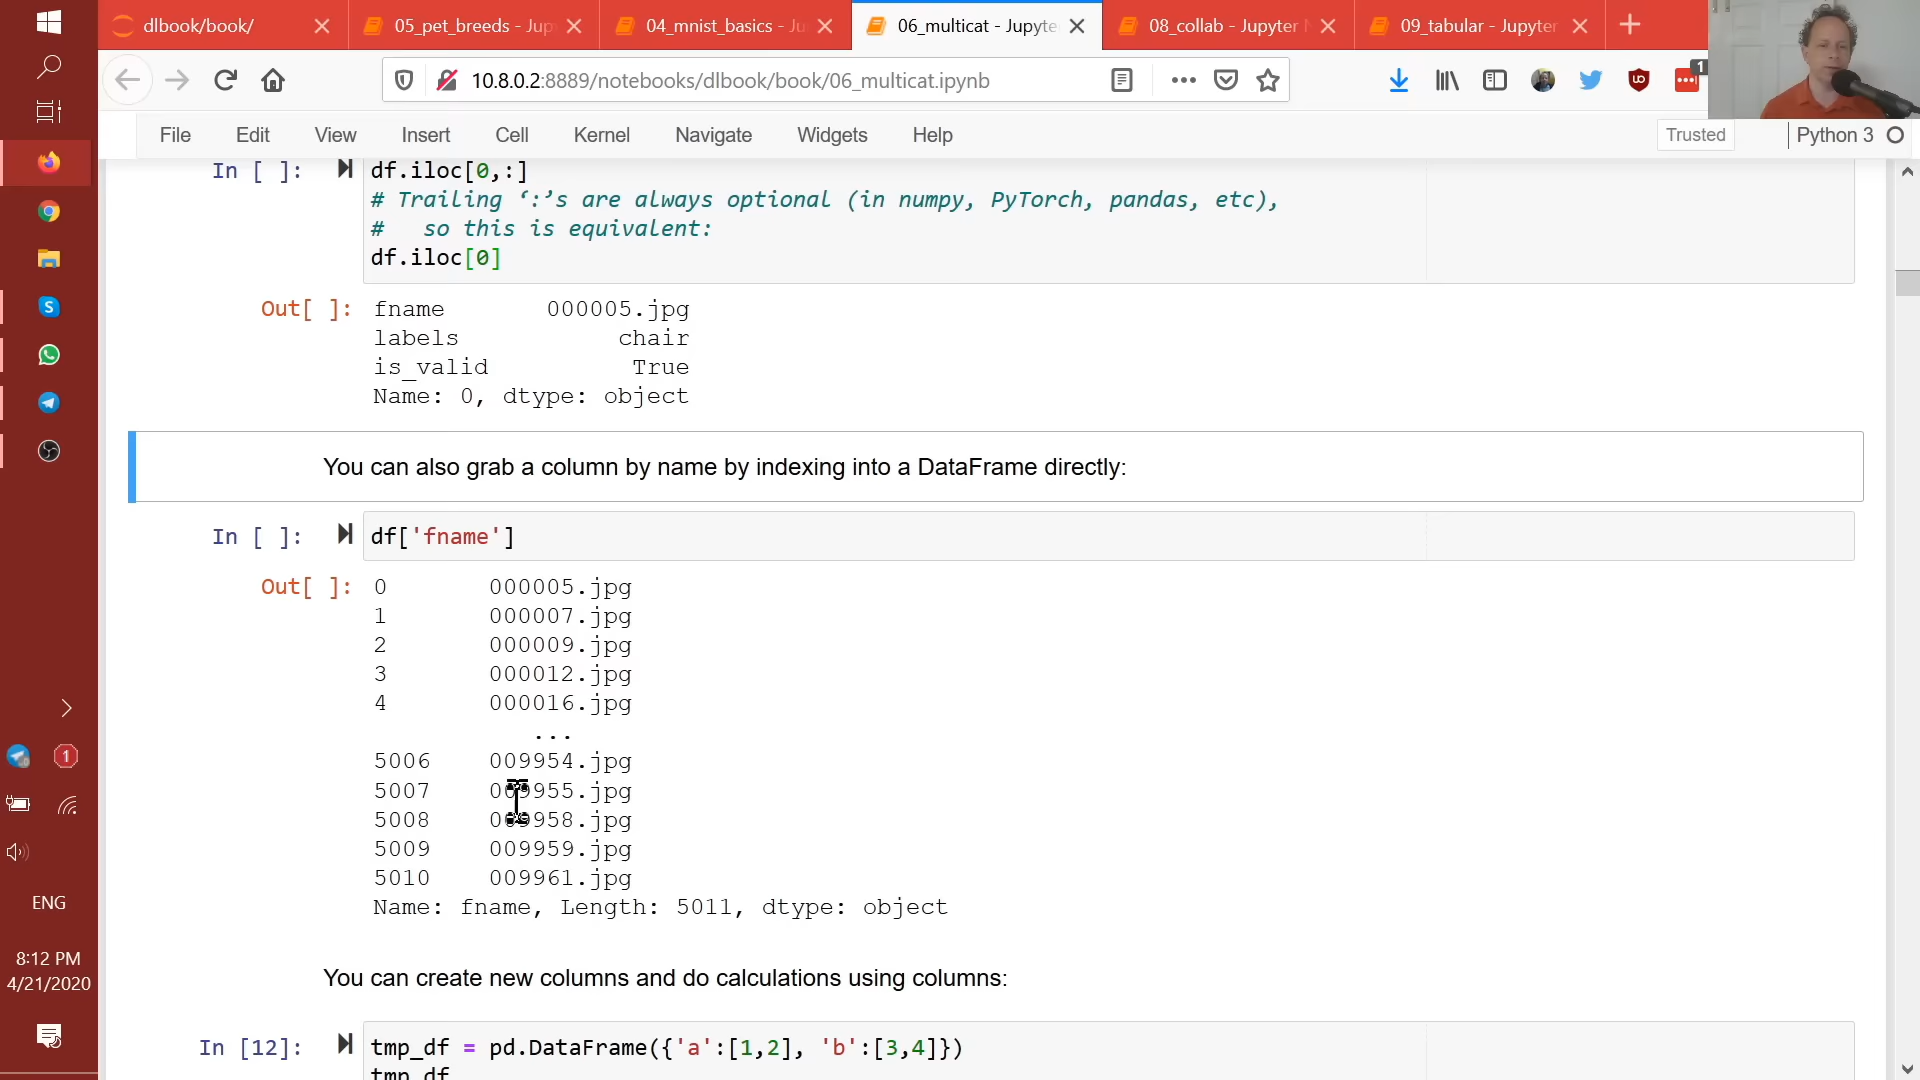 dlbook/book/
05_pet_breeds - Jup
04_mnist_basics - Ju
06_multicat - Jupyte
08_collab - Jupyter
09_tabular - Jupyter
10.8.0.2:8889/notebooks/dlbook/book/06_multicat.ipynb
1
File Edit View Insert Cell Kernel Navigate Widgets Help
Trusted
Python 3
In [ ]:
df.iloc[0,:]
# Trailing ‘:’s are always optional (in numpy, PyTorch, pandas, etc),
#   so this is equivalent:
df.iloc[0]
Out[ ]:
fname 000005.jpg
labels chair
is_valid True
Name: 0, dtype: object
You can also grab a column by name by indexing into a DataFrame directly:
In [ ]:
df['fname']
Out[ ]:
0 000005.jpg
1 000007.jpg
2 000009.jpg
3 000012.jpg
4 000016.jpg
...
5006 009954.jpg
5007 009955.jpg
5008 009958.jpg
5009 009959.jpg
5010 009961.jpg
Name: fname, Length: 5011, dtype: object
You can create new columns and do calculations using columns:
In [12]:
tmp_df = pd.DataFrame({'a':[1,2], 'b':[3,4]})
tmp_df
1
ENG
8:12 PM
4/21/2020